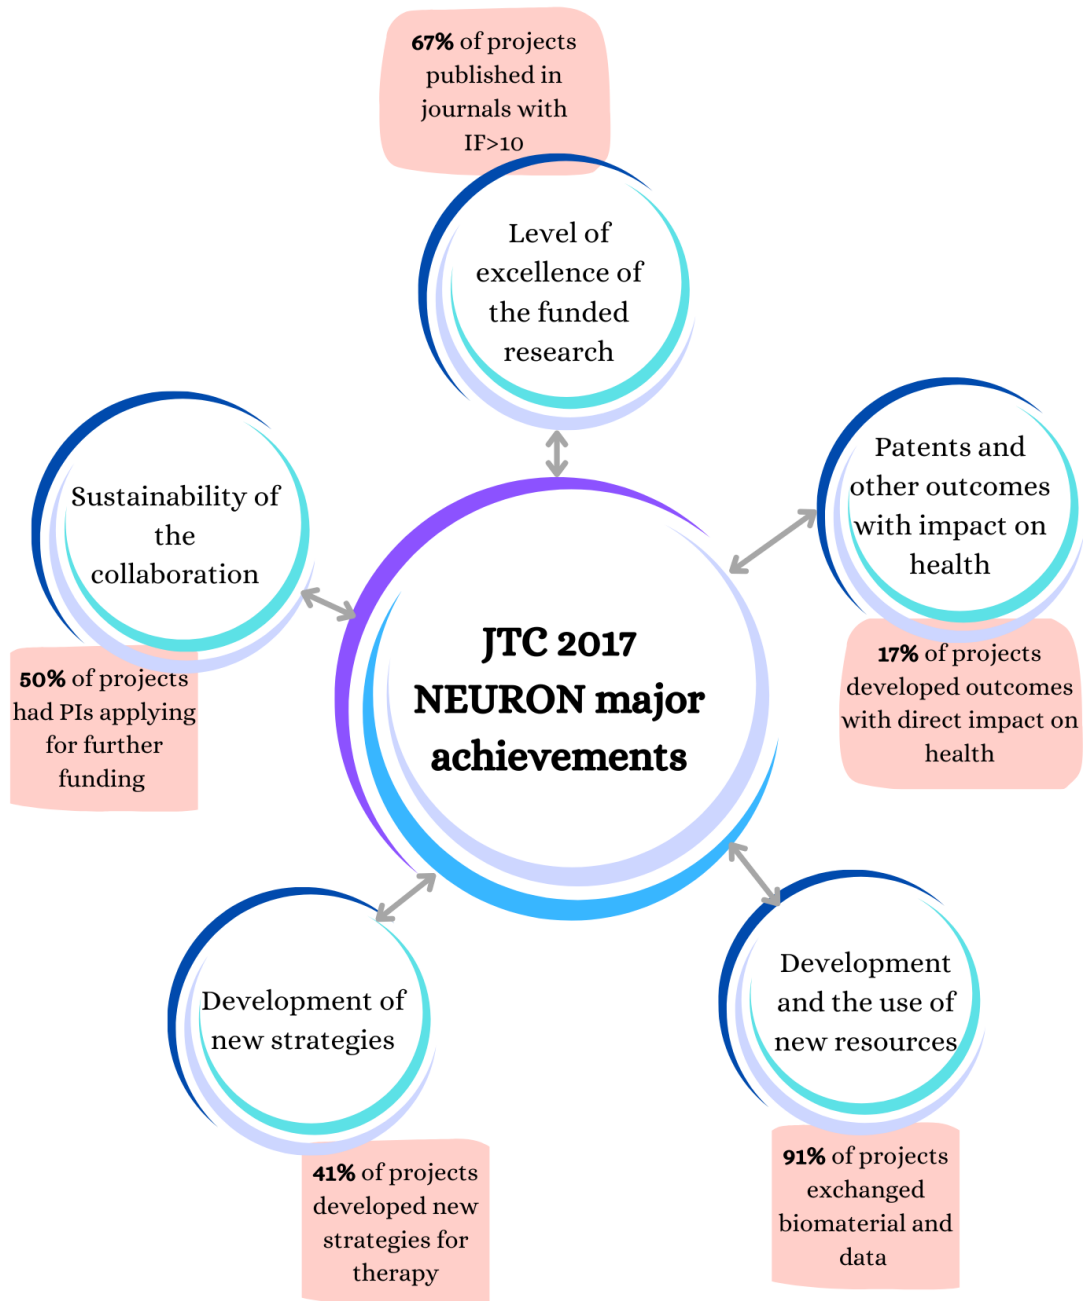 67% of projects
published in
journals with
IF>10
Level of
excellence of
the funded
research
Patents and
other outcomes
with impact on
health
17% of projects
developed outcomes
with direct impact on
health
Sustainability of
the
collaboration
50% of projects
had PIs applying
for further
funding
JTC 2017
NEURON major
achievements
Development of
new strategies
41% of projects
developed new
strategies for
therapy
Development
and the use of
new resources
91% of projects
exchanged
biomaterial and
data